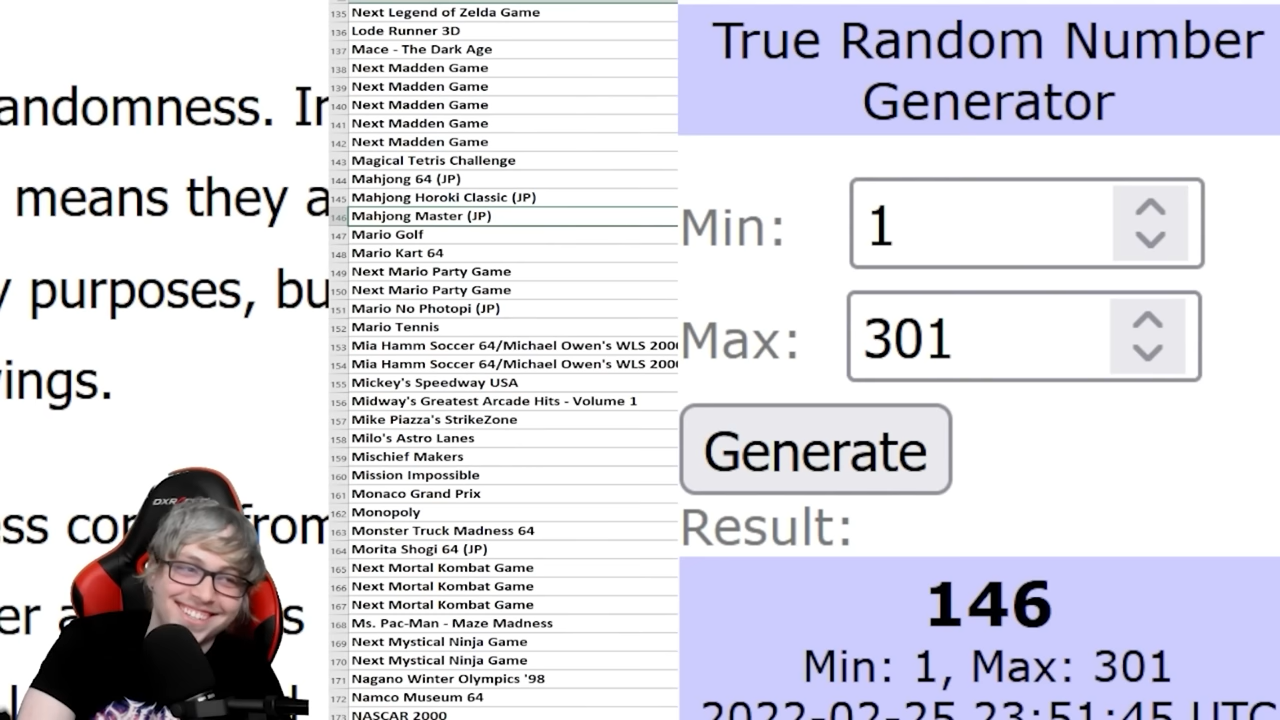 andomness. Ir
means they a
y purposes, bu
ings.
from
s
135 Next Legend of Zelda Game
136 Lode Runner 3D
137 Mace - The Dark Age
138 Next Madden Game
139 Next Madden Game
140 Next Madden Game
141 Next Madden Game
142 Next Madden Game
143 Magical Tetris Challenge
144 Mahjong 64 (JP)
145 Mahjong Horoki Classic (JP)
146 Mahjong Master (JP)
147 Mario Golf
148 Mario Kart 64
149 Next Mario Party Game
150 Next Mario Party Game
151 Mario No Photopi (JP)
152 Mario Tennis
153 Mia Hamm Soccer 64/Michael Owen's WLS 200
154 Mia Hamm Soccer 64/Michael Owen's WLS 200
155 Mickey's Speedway USA
156 Midway's Greatest Arcade Hits - Volume 1
157 Mike Piazza's StrikeZone
158 Milo's Astro Lanes
159 Mischief Makers
160 Mission Impossible
161 Monaco Grand Prix
162 Monopoly
163 Monster Truck Madness 64
164 Morita Shogi 64 (JP)
165 Next Mortal Kombat Game
166 Next Mortal Kombat Game
167 Next Mortal Kombat Game
168 Ms. Pac-Man - Maze Madness
169 Next Mystical Ninja Game
170 Next Mystical Ninja Game
171 Nagano Winter Olympics '98
172 Namco Museum 64
173 NASCAR 2000
True Random Number
Generator
Min: 1
Max: 301
Generate
Result:
146
Min: 1, Max: 301
2022-02-25 23:51:45 UTC